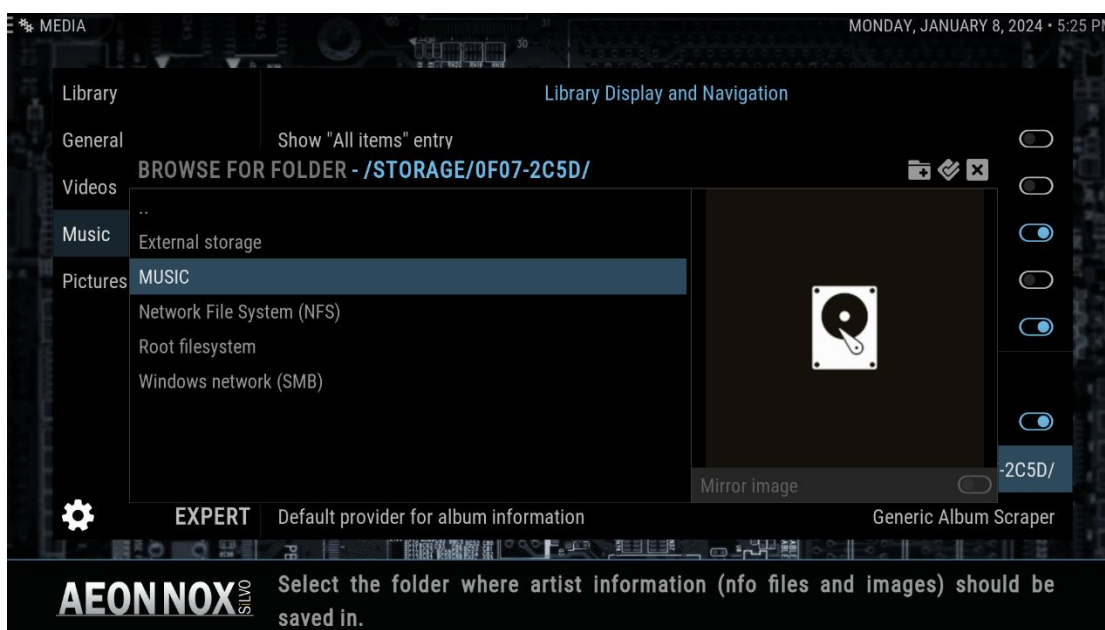 MEDIA
MONDAY, JANUARY 8, 2024 • 5:25 PM
Library
Library Display and Navigation
General
Show "All items" entry
BROWSE FOR FOLDER - /STORAGE/0F07-2C5D/
Videos
..
Music
External storage
Pictures
MUSIC
Network File System (NFS)
Root filesystem
Windows network (SMB)
-2C5D/
Mirror image
EXPERT
Default provider for album information
Generic Album Scraper
AEON NOX SiLVO
Select the folder where artist information (nfo files and images) should be
saved in.